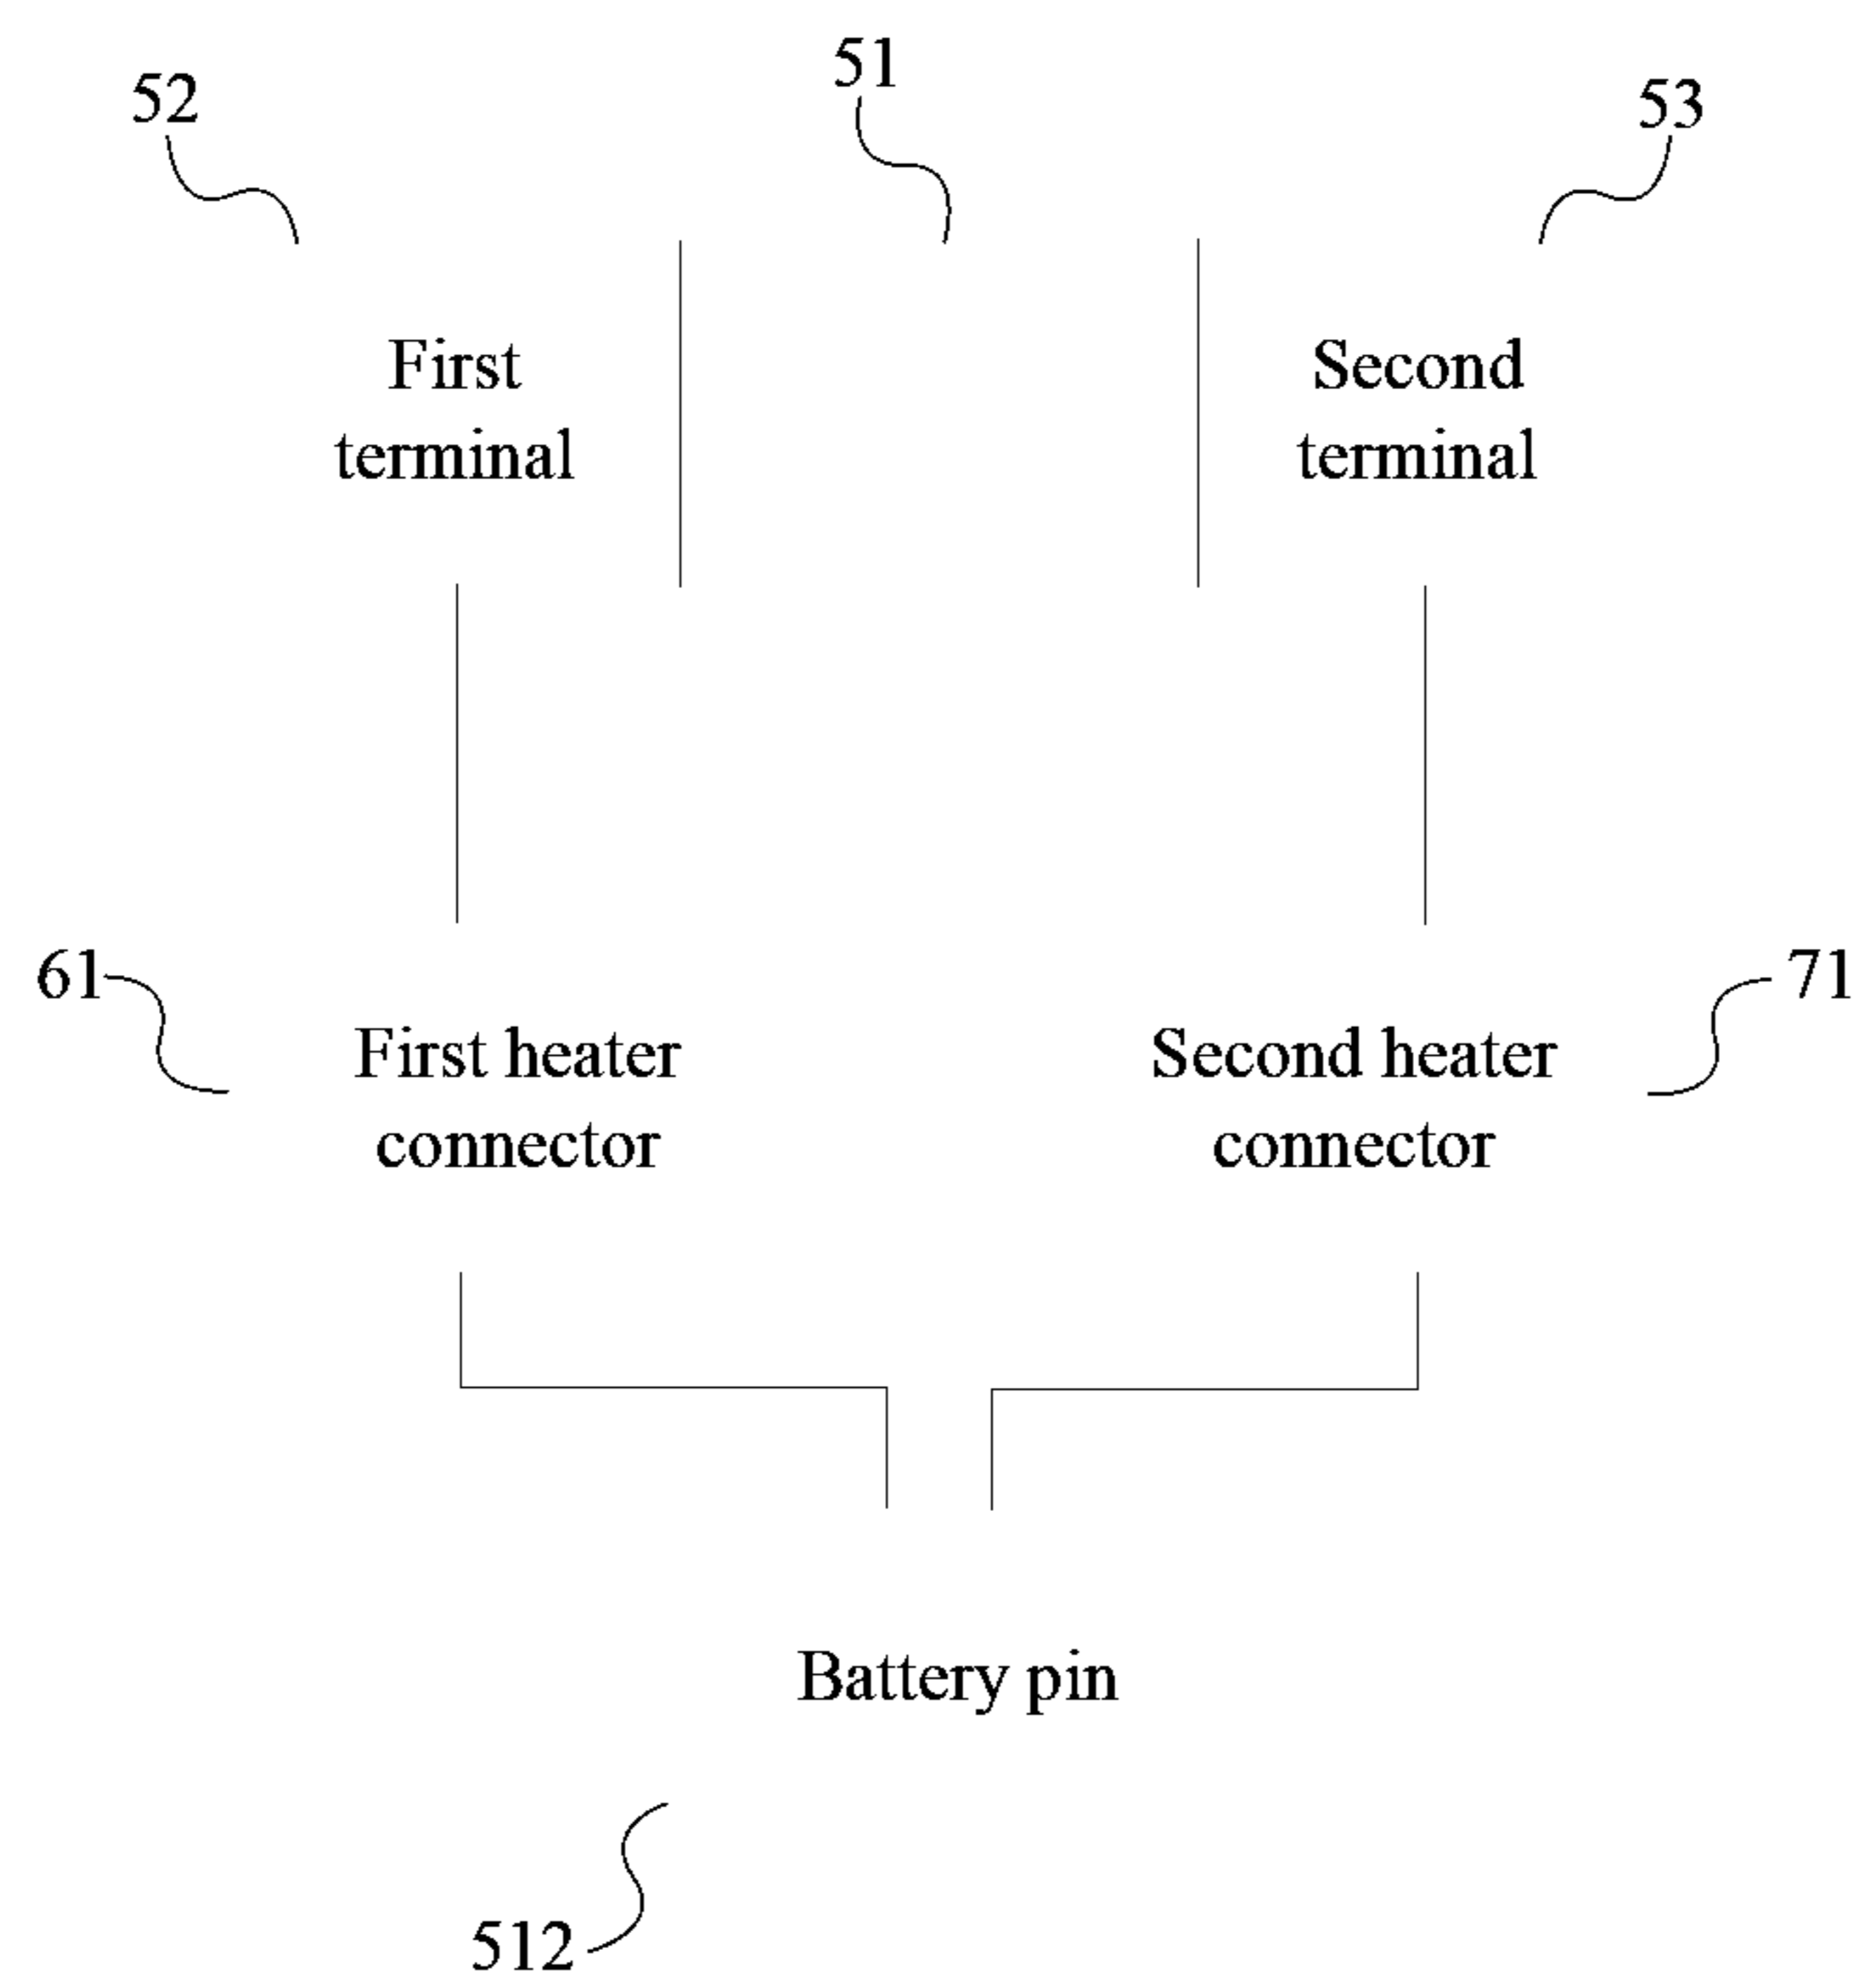 51
52
53
First
terminal
Second
terminal
61
71
First heater
connector
Second heater
connector
Battery pin
512